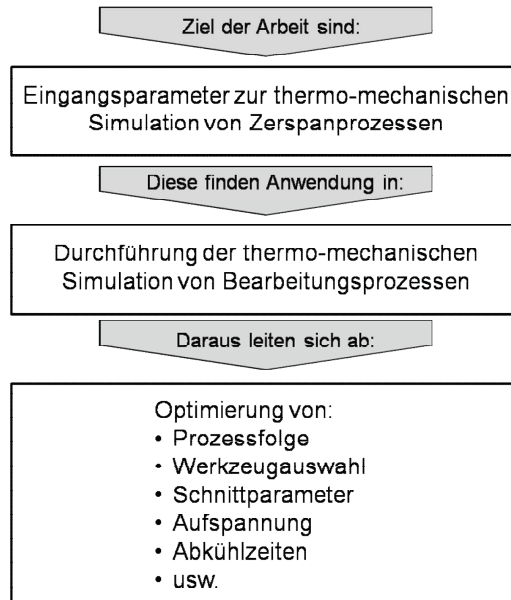 Ziel der Arbeit sind:
Eingangsparameter zur thermo-mechanischen
Simulation von Zerspanprozessen
Diese finden Anwendung in:
Durchführung der thermo-mechanischen
Simulation von Bearbeitungsprozessen
Daraus leiten sich ab:
Optimierung von:
• Prozessfolge
• Werkzeugauswahl
• Schnittparameter
• Aufspannung
• Abkühlzeiten
• usw.